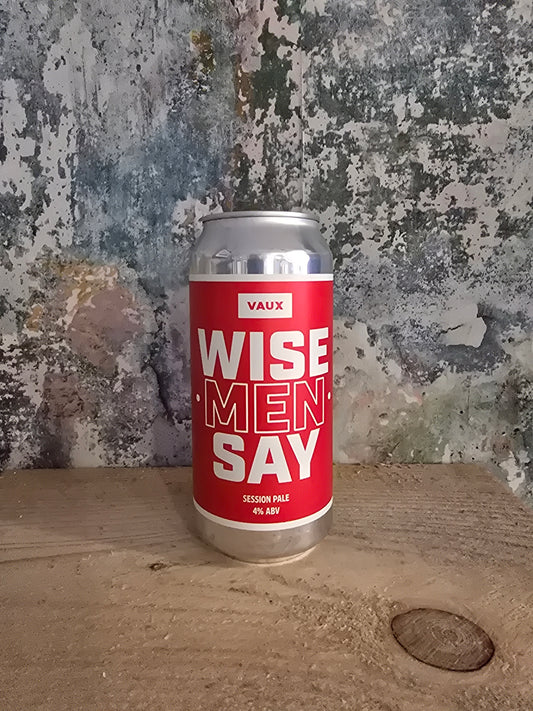 VAUX
WISE
·MEN·
SAY
SESSION PALE
4% ABV